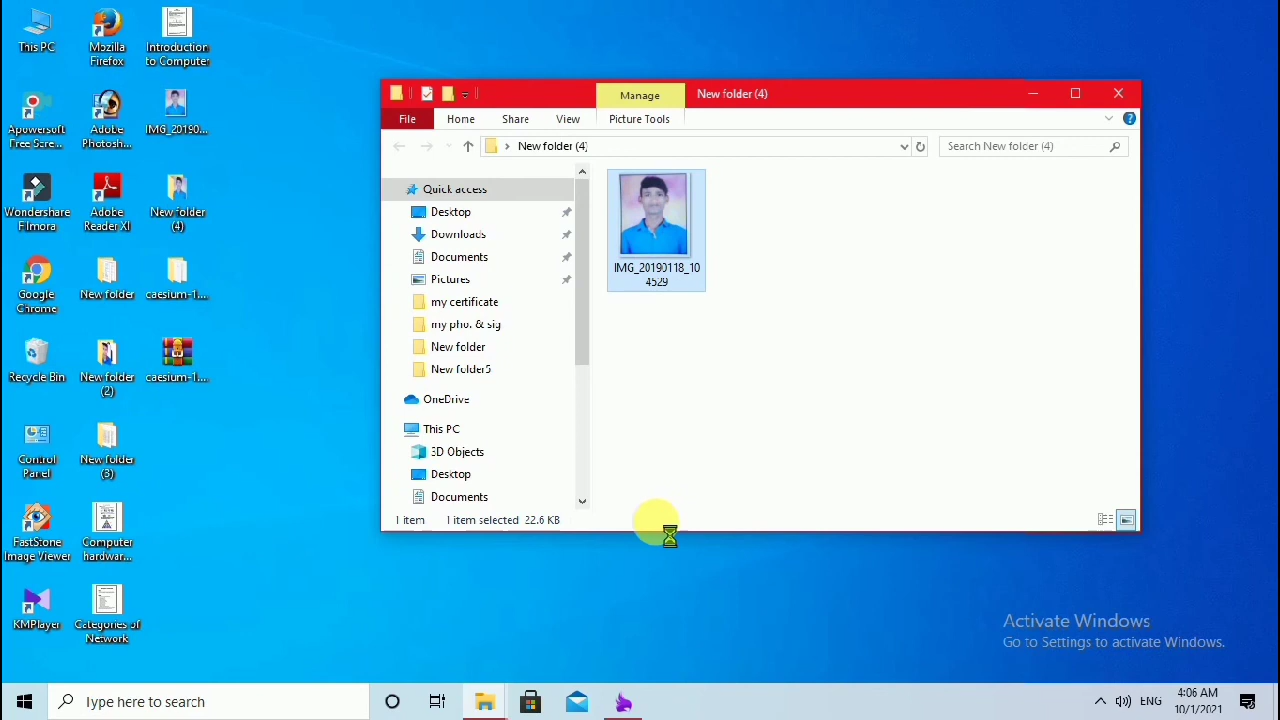 This PC
Mozilla
Firefox
Introduction
to Computer
Apowersoft
Free Scre...
Adobe
Photosh...
IMG_20190...
Wondershare
Filmora
Adobe
Reader XI
New folder
(4)
Google
Chrome
New folder
caesium-1....
Recycle Bin
New folder
(2)
caesium-1....
Control
Panel
New folder
(3)
FastStone
Image Viewer
Computer
hardwar...
KMPlayer
Categories of
Network
Manage
New folder (4)
File
Home
Share
View
Picture Tools
New folder (4)
Search New folder (4)
Quick access
Desktop
Downloads
Documents
Pictures
my certificate
my phot & sig
New folder
New folder5
OneDrive
This PC
3D Objects
Desktop
Documents
IMG_20190118_10
4529
1 item
1 item selected 22.6 KB
Activate Windows
Go to Settings to activate Windows.
Type here to search
ENG
4:06 AM
10/1/2021